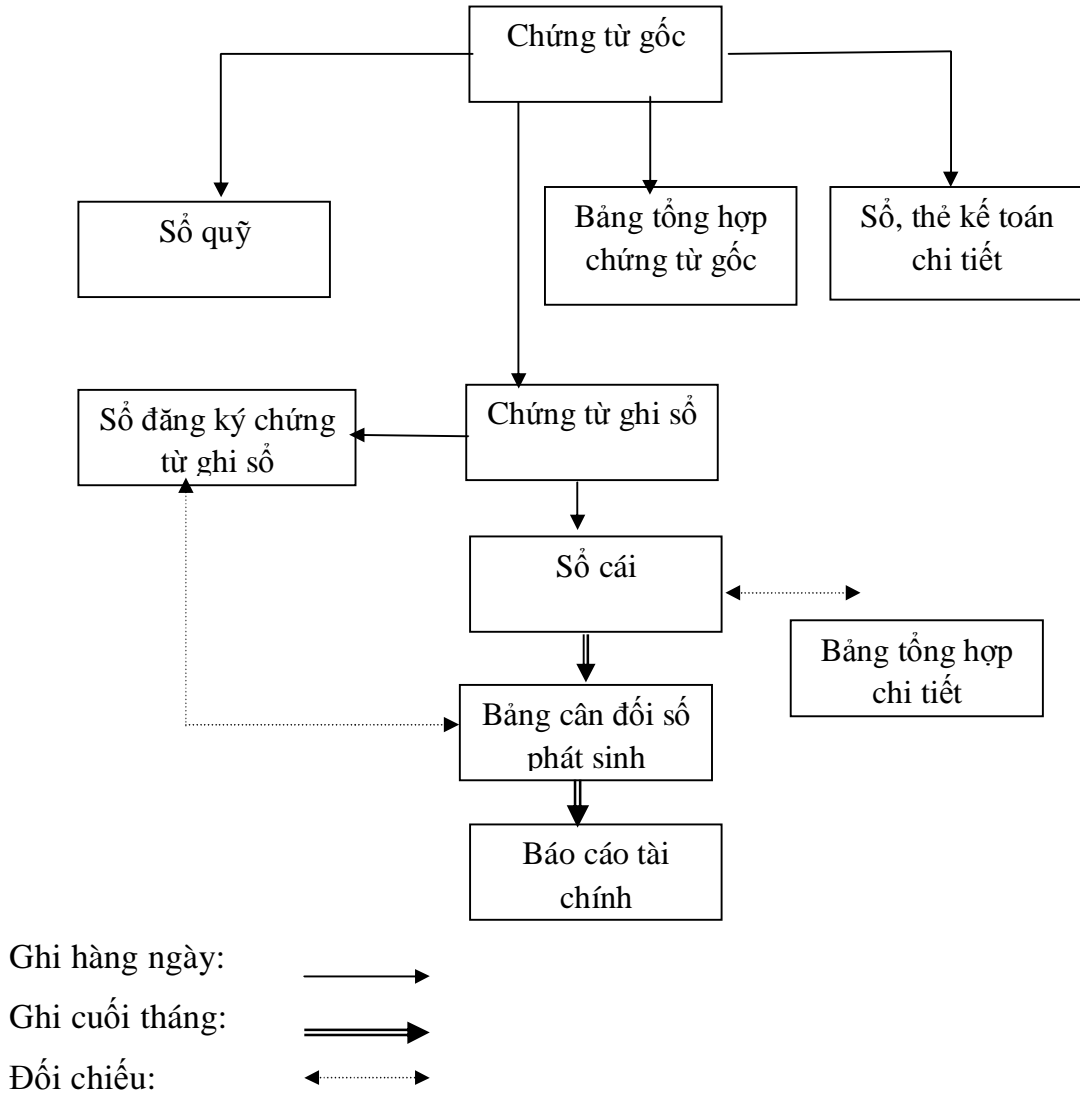 Chứng từ gốc
Sổ quỹ
Bảng tổng hợp
chứng từ gốc
Sổ, thẻ kế toán
chi tiết
Sổ đăng ký chứng
từ ghi sổ
Chứng từ ghi sổ
Sổ cái
Bảng tổng hợp
chi tiết
Bảng cân đối số
phát sinh
Báo cáo tài
chính
Ghi hàng ngày:
Ghi cuối tháng:
Đối chiếu: